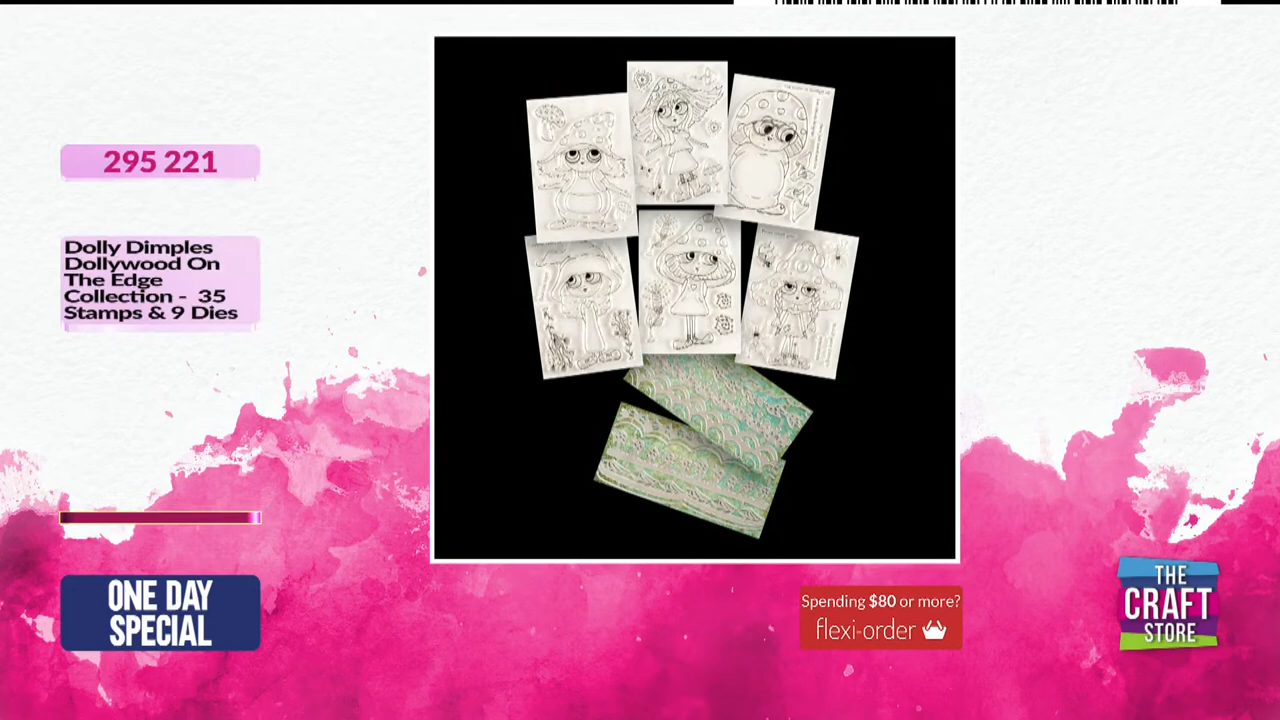 295 221
Dolly Dimples
Dollywood On
The Edge
Collection - 35
Stamps & 9 Dies
ONE DAY
SPECIAL
Spending $80 or more?
flexi-order
THE
CRAFT
STORE